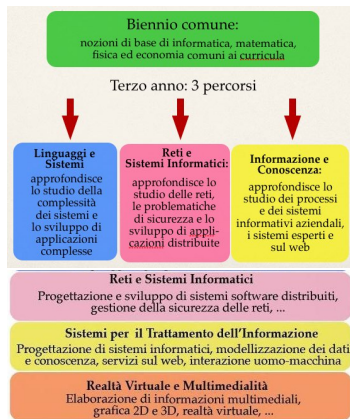 Biennio comune:
nozioni di base di informatica, matematica,
fisica ed economia comuni ai curricula
Terzo anno: 3 percorsi
Linguaggi e
Sistemi
approfondisce
lo studio della
complessità
dei sistemi e
lo sviluppo di
applicazioni
complesse
Reti e
Sistemi Informatici:
approfondisce lo
studio delle reti,
le problematiche
di sicurezza e lo
sviluppo di appli-
cazioni distribuite
Informazione e
Conoscenza:
approfondisce lo
studio dei processi
e dei sistemi
informativi aziendali,
i sistemi esperti e
sul web
Reti e Sistemi Informatici
Progettazione e sviluppo di sistemi software distribuiti,
gestione della sicurezza delle reti, ...
Sistemi per il Trattamento dell'Informazione
Progettazione di sistemi informatici, modellizzazione dei dati
e conoscenza, servizi sul web, interazione uomo-macchina
Realtà Virtuale e Multimedialità
Elaborazione di informazioni multimediali,
grafica 2D e 3D, realtà virtuale, ...